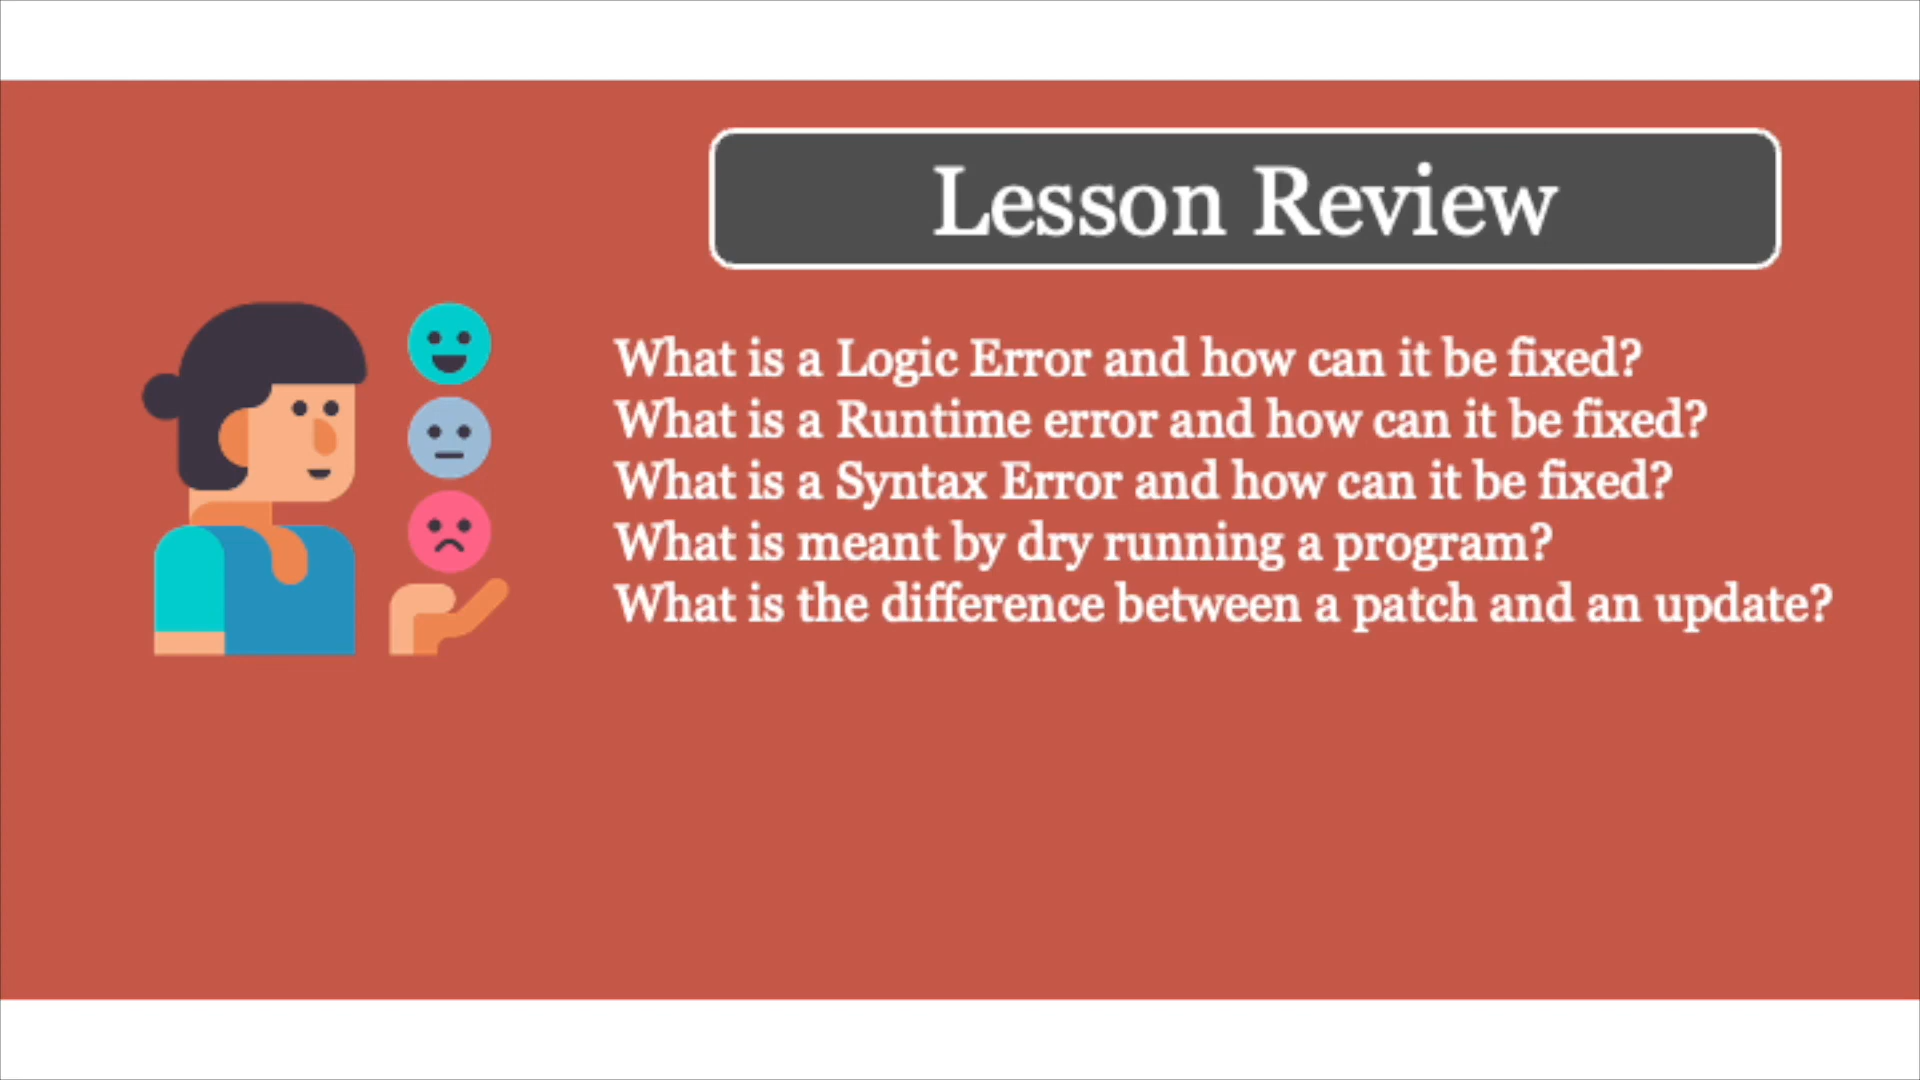 Lesson Review
What is a Logic Error and how can it be fixed?
What is a Runtime error and how can it be fixed?
What is a Syntax Error and how can it be fixed?
What is meant by dry running a program?
What is the difference between a patch and an update?